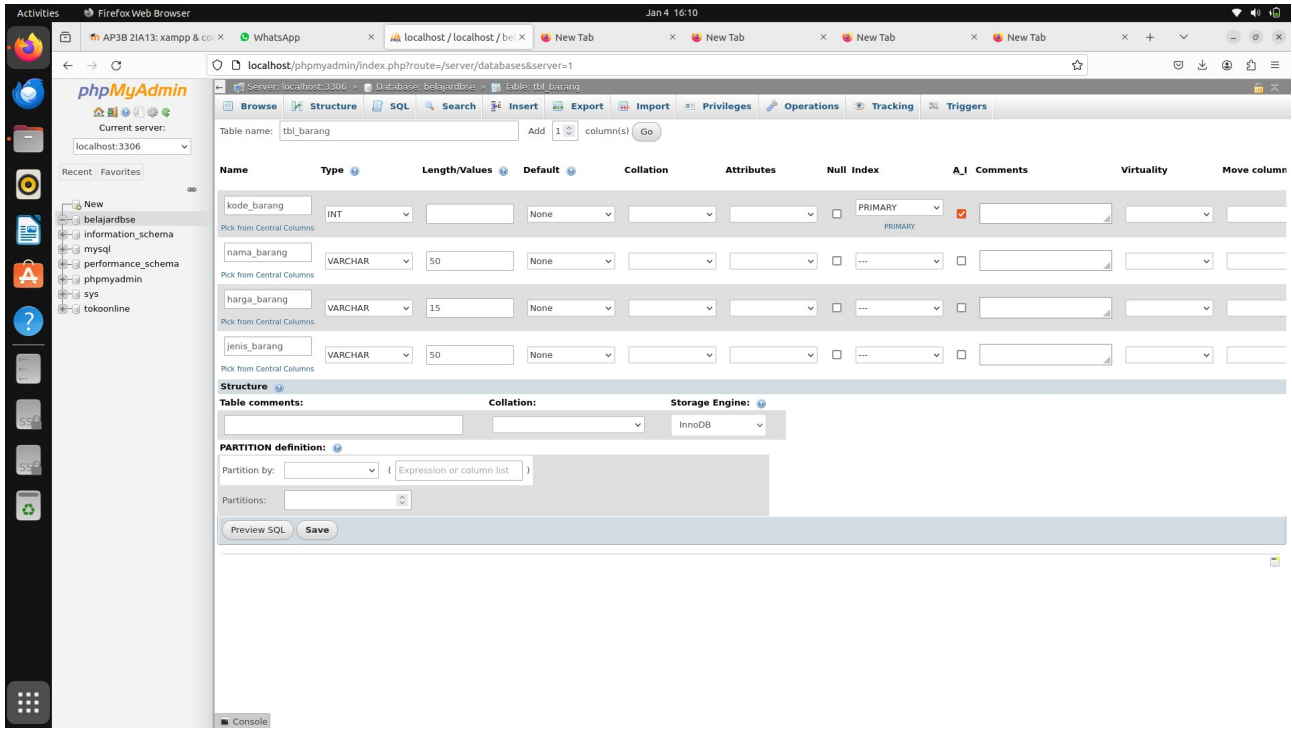 Activities Firefox Web Browser Jan 4 16:10
AP3B 2IA13: xampp & co WhatsApp localhost / localhost / bel New Tab New Tab New Tab New Tab
localhost/phpmyadmin/index.php?route=/server/databases&server=1
phpMyAdmin
Current server:
localhost:3306
Recent Favorites
New
belajardbse
information_schema
mysql
performance_schema
phpmyadmin
sys
tokoonline
Server: localhost:3306 » Database: belajardbse » Table: tbl_barang
Browse Structure SQL Search Insert Export Import Privileges Operations Tracking Triggers
Table name: tbl_barang Add 1 column(s) Go
Name Type Length/Values Default Collation Attributes Null Index A_I Comments Virtuality Move column
kode_barang INT None PRIMARY
Pick from Central Columns PRIMARY
nama_barang VARCHAR 50 None ---
Pick from Central Columns
harga_barang VARCHAR 15 None ---
Pick from Central Columns
jenis_barang VARCHAR 50 None ---
Pick from Central Columns
Structure
Table comments: Collation: Storage Engine:
InnoDB
PARTITION definition:
Partition by: ( Expression or column list )
Partitions:
Preview SQL Save
Console